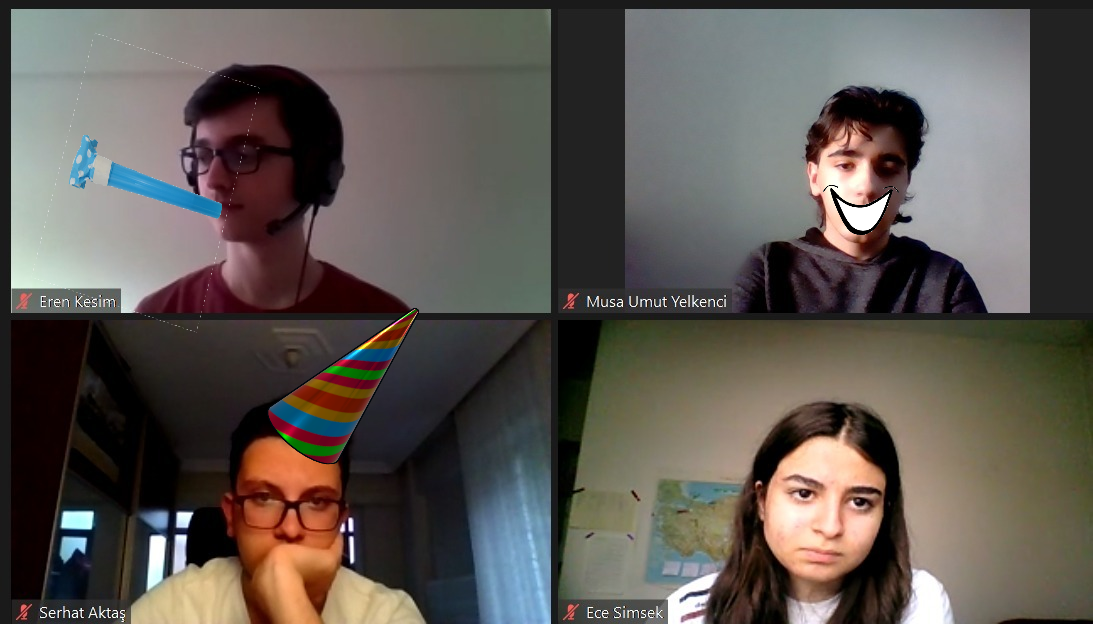 Eren Kesim
Musa Umut Yelkenci
Serhat Aktaş
Ece Simsek